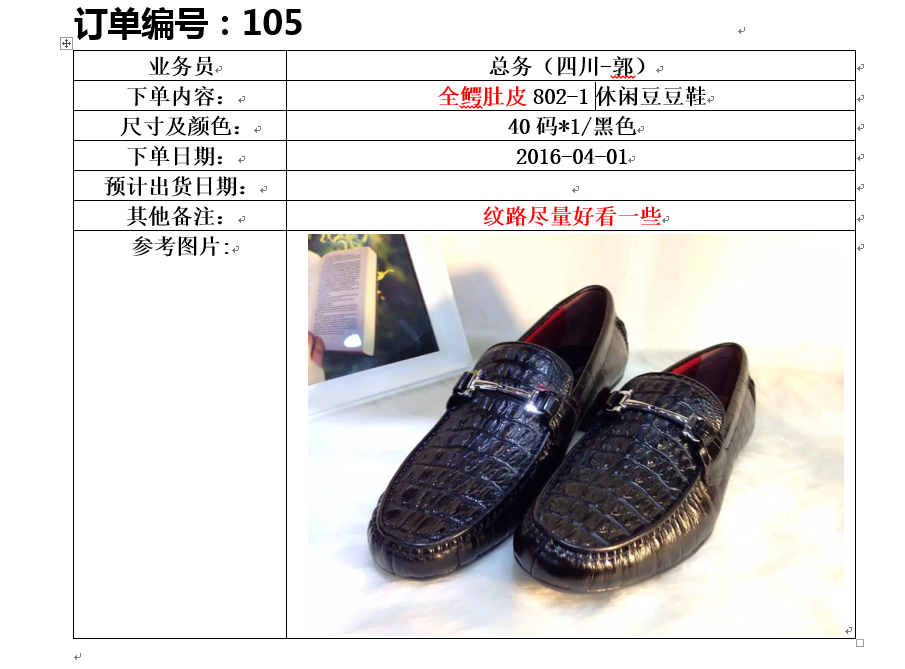 订单编号：105
业务员 总务（四川-郭）
下单内容： 全鳄肚皮 802-1 休闲豆豆鞋
尺寸及颜色： 40 码*1/黑色
下单日期： 2016-04-01
预计出货日期：
其他备注： 纹路尽量好看一些
参考图片: